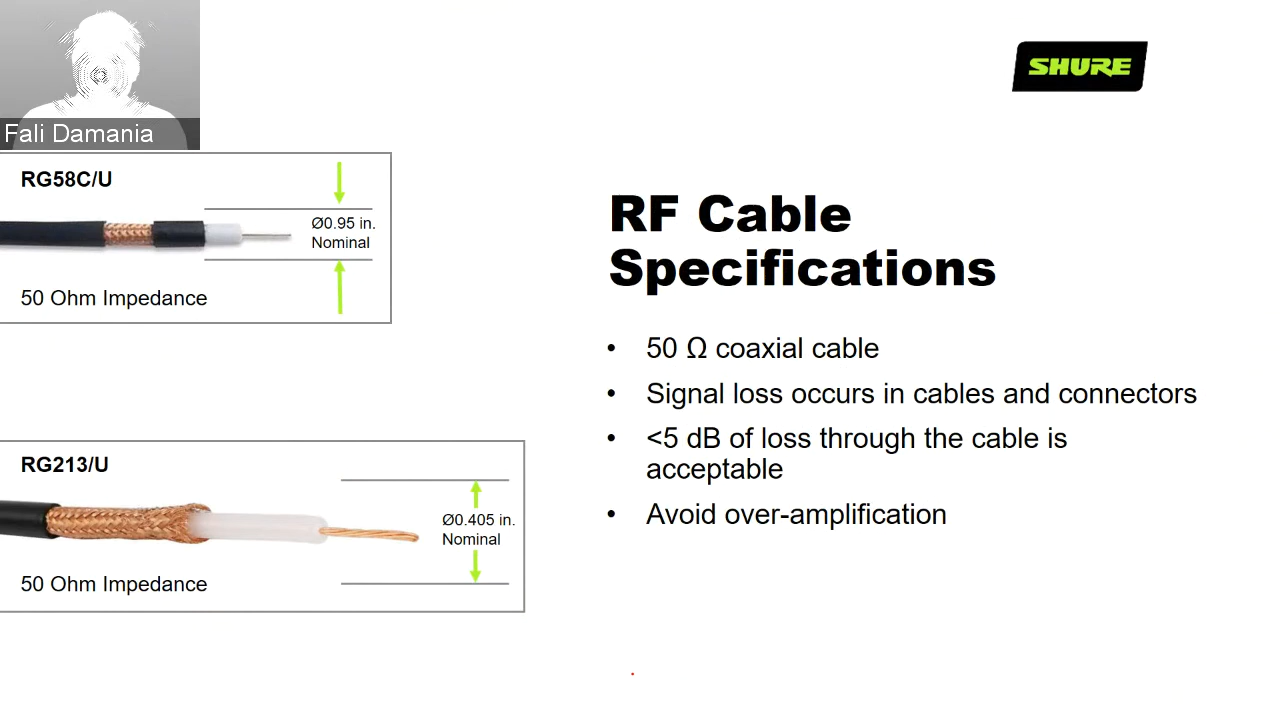 SHURE
Fali Damania
RG58C/U
Ø0.95 in.
Nominal
50 Ohm Impedance
RG213/U
Ø0.405 in.
Nominal
50 Ohm Impedance
RF Cable
Specifications
• 50 Ω coaxial cable
• Signal loss occurs in cables and connectors
• <5 dB of loss through the cable is
acceptable
• Avoid over-amplification